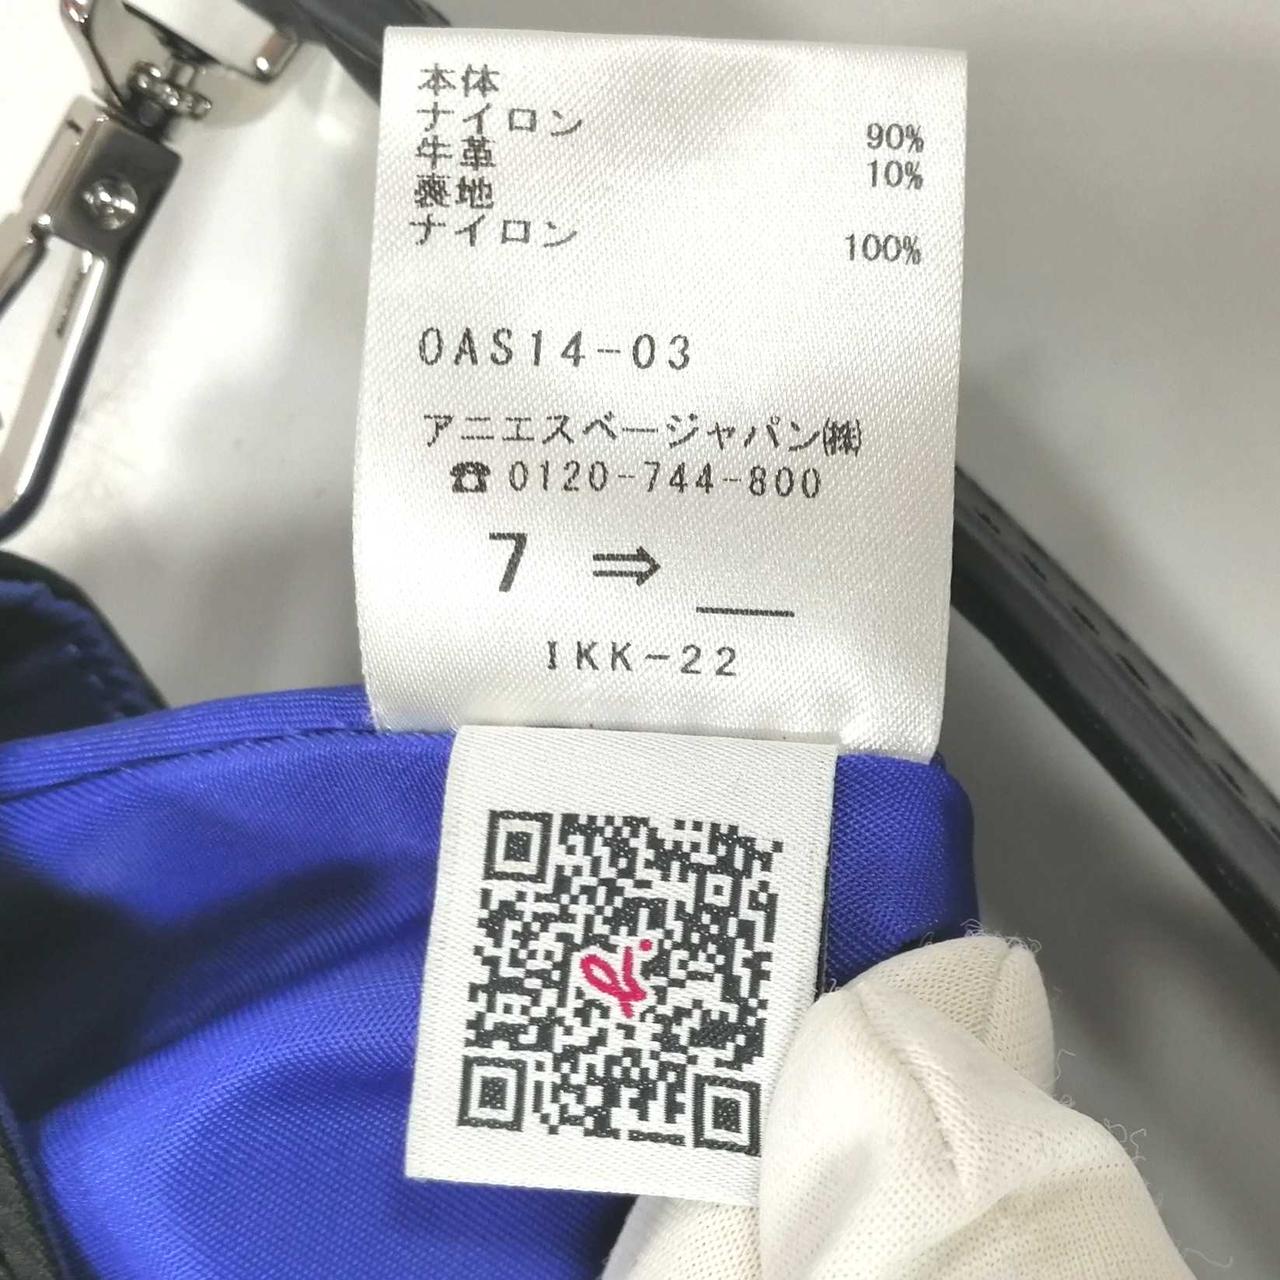 本体
ナイロン 90%
牛革 10%
裏地
ナイロン 100%
0AS14-03
アニエスベージャパン㈱
☎0120-744-800
7 ⇒ __
IKK-22
b.